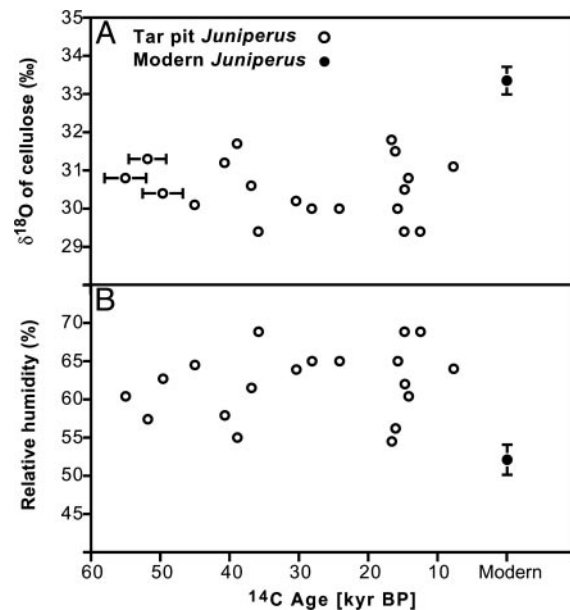 A
Tar pit Juniperus
Modern Juniperus
δ¹⁸O of cellulose (‰)
35
34
33
32
31
30
29
B
Relative humidity (%)
70
65
60
55
50
45
60
50
40
30
20
10
Modern
¹⁴C Age [kyr BP]